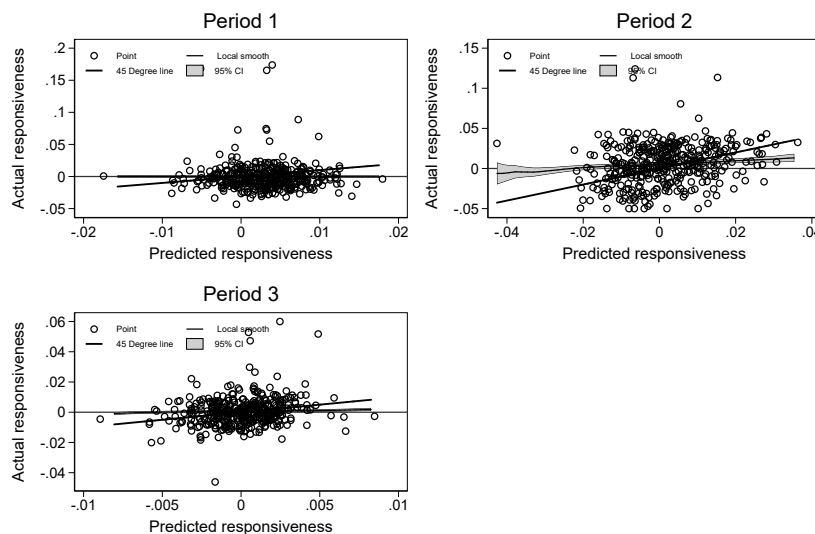 Period 1
Point
Local smooth
45 Degree line
95% CI
Actual responsiveness
.2
.15
.1
.05
0
-.05
-.02
-.01
0
.01
.02
Predicted responsiveness
Period 2
Point
Local smooth
45 Degree line
95% CI
Actual responsiveness
.15
.1
.05
0
-.05
-.04
-.02
0
.02
.04
Predicted responsiveness
Period 3
Point
Local smooth
45 Degree line
95% CI
Actual responsiveness
.06
.04
.02
0
-.02
-.04
-.01
-.005
0
.005
.01
Predicted responsiveness